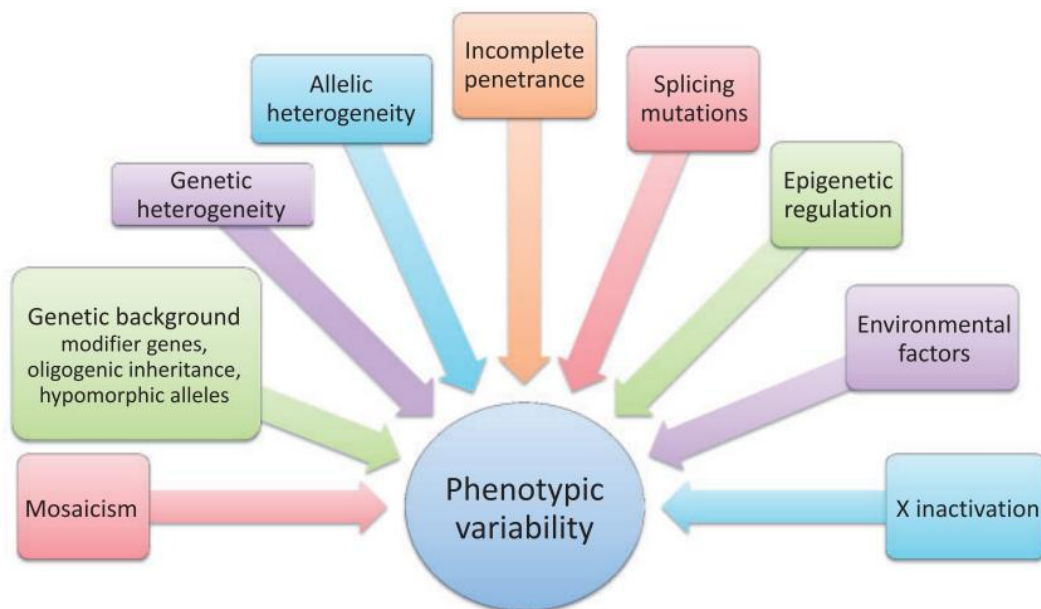 Mosaicism
Genetic background
modifier genes,
oligogenic inheritance,
hypomorphic alleles
Genetic
heterogeneity
Allelic
heterogeneity
Incomplete
penetrance
Splicing
mutations
Epigenetic
regulation
Environmental
factors
X inactivation
Phenotypic
variability